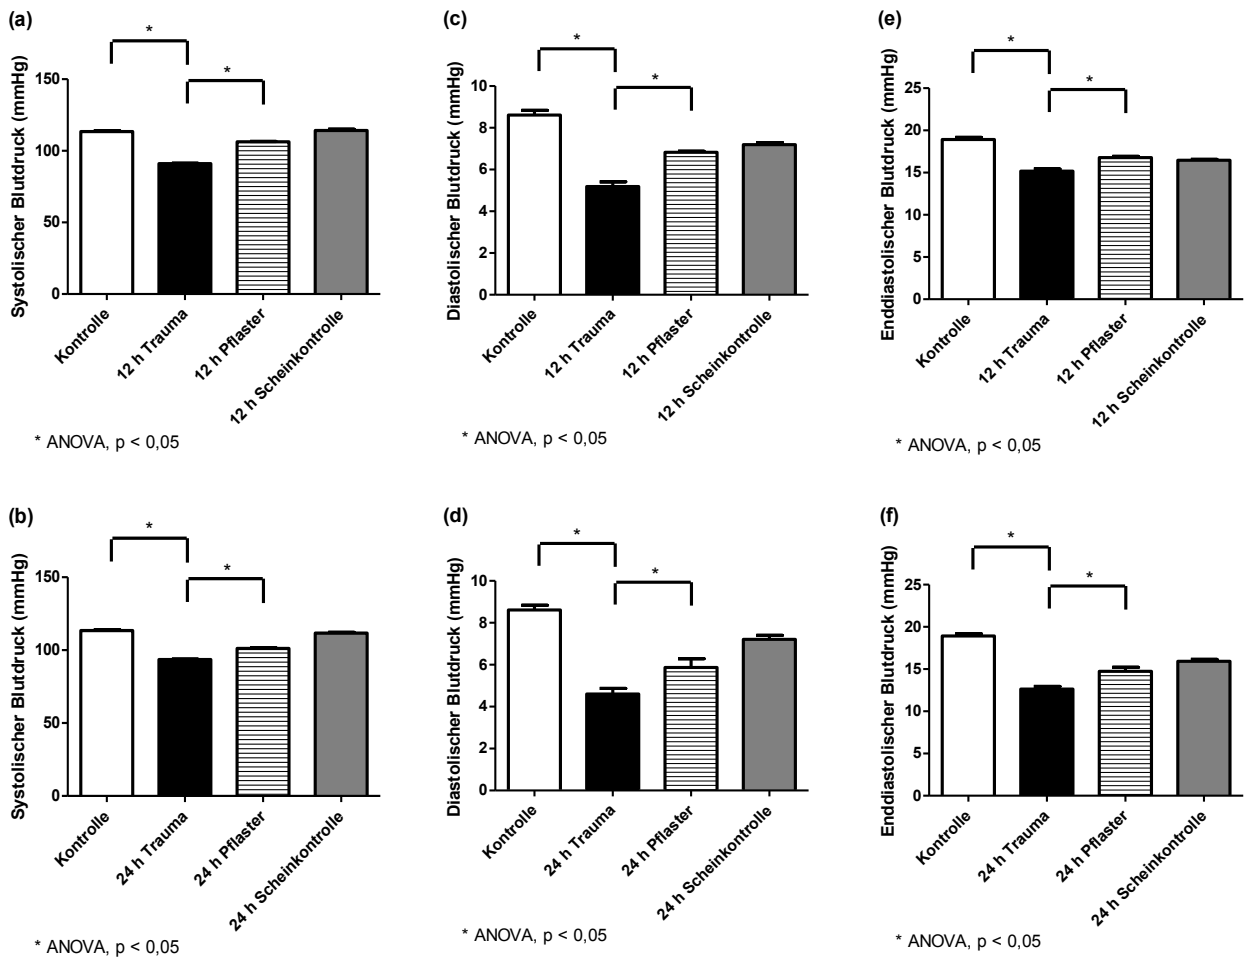 (a)
*
*
Systolischer Blutdruck (mmHg)
150
100
50
0
Kontrolle
12 h Trauma
12 h Pflaster
12 h Scheinkontrolle
* ANOVA, p < 0,05
(c)
*
*
Diastolischer Blutdruck (mmHg)
10
8
6
4
2
0
Kontrolle
12 h Trauma
12 h Pflaster
12 h Scheinkontrolle
* ANOVA, p < 0,05
(e)
*
*
Enddiastolischer Blutdruck (mmHg)
25
20
15
10
5
0
Kontrolle
12 h Trauma
12 h Pflaster
12 h Scheinkontrolle
* ANOVA, p < 0,05
(b)
*
*
Systolischer Blutdruck (mmHg)
150
100
50
0
Kontrolle
24 h Trauma
24 h Pflaster
24 h Scheinkontrolle
* ANOVA, p < 0,05
(d)
*
*
Diastolischer Blutdruck (mmHg)
10
8
6
4
2
0
Kontrolle
24 h Trauma
24 h Pflaster
24 h Scheinkontrolle
* ANOVA, p < 0,05
(f)
*
*
Enddiastolischer Blutdruck (mmHg)
25
20
15
10
5
0
Kontrolle
24 h Trauma
24 h Pflaster
24 h Scheinkontrolle
* ANOVA, p < 0,05